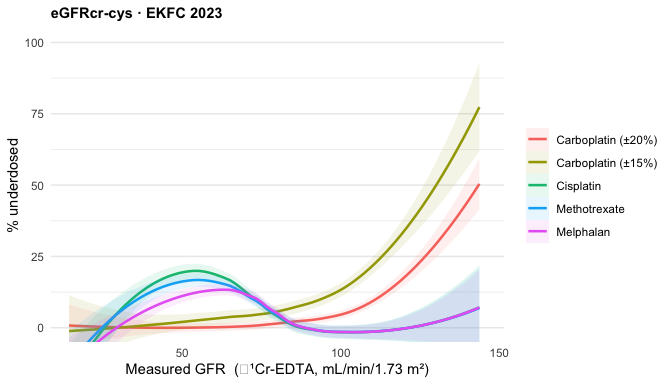 eGFRcr-cys · EKFC 2023
100
75
50
25
0
% underdosed
50
100
150
Measured GFR (□¹Cr-EDTA, mL/min/1.73 m²)
Carboplatin (±20%)
Carboplatin (±15%)
Cisplatin
Methotrexate
Melphalan